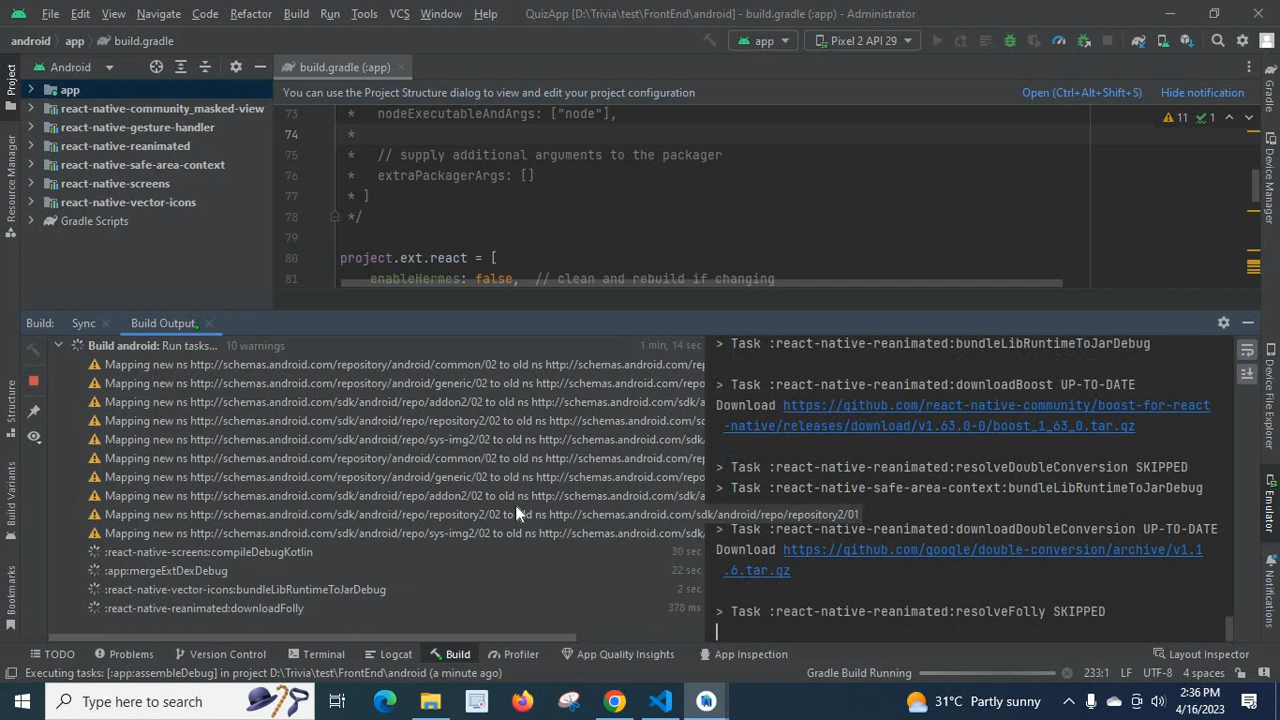 File Edit View Navigate Code Refactor Build Run Tools VCS Window Help QuizApp [D:\Trivia\test\FrontEnd\android] – build.gradle (:app) - Administrator
android app build.gradle app Pixel 2 API 29
Android build.gradle (:app)
You can use the Project Structure dialog to view and edit your project configuration Open (Ctrl+Alt+Shift+S) Hide notification
app
react-native-community_masked-view
react-native-gesture-handler
react-native-reanimated
react-native-safe-area-context
react-native-screens
react-native-vector-icons
Gradle Scripts
73 * nodeExecutableAndArgs: ["node"],
74 *
75 * // supply additional arguments to the packager
76 * extraPackagerArgs: []
77 * ]
78 */
79
80 project.ext.react = [
81 enableHermes: false, // clean and rebuild if changing
11 1
Project
Resource Manager
Structure
Build Variants
Bookmarks
Gradle
Device Manager
Device File Explorer
Emulator
Notifications
Build: Sync Build Output
Build android: Run tasks... 10 warnings 1 min, 14 sec
Mapping new ns http://schemas.android.com/repository/android/common/02 to old ns http://schemas.android.com/repo
Mapping new ns http://schemas.android.com/repository/android/generic/02 to old ns http://schemas.android.com/repo
Mapping new ns http://schemas.android.com/sdk/android/repo/addon2/02 to old ns http://schemas.android.com/sdk/a
Mapping new ns http://schemas.android.com/sdk/android/repo/repository2/02 to old ns http://schemas.android.com/s
Mapping new ns http://schemas.android.com/sdk/android/repo/sys-img2/02 to old ns http://schemas.android.com/sdk
Mapping new ns http://schemas.android.com/repository/android/common/02 to old ns http://schemas.android.com/repo
Mapping new ns http://schemas.android.com/repository/android/generic/02 to old ns http://schemas.android.com/repo
Mapping new ns http://schemas.android.com/sdk/android/repo/addon2/02 to old ns http://schemas.android.com/sdk/a
Mapping new ns http://schemas.android.com/sdk/android/repo/repository2/02 to old ns http://schemas.android.com/sdk/android/repo/repository2/01
Mapping new ns http://schemas.android.com/sdk/android/repo/sys-img2/02 to old ns http://schemas.android.com/sdk
:react-native-screens:compileDebugKotlin 30 sec
:app:mergeExtDexDebug 22 sec
:react-native-vector-icons:bundleLibRuntimeToJarDebug 2 sec
:react-native-reanimated:downloadFolly 378 ms
> Task :react-native-reanimated:bundleLibRuntimeToJarDebug
> Task :react-native-reanimated:downloadBoost UP-TO-DATE
Download https://github.com/react-native-community/boost-for-react
-native/releases/download/v1.63.0-0/boost_1_63_0.tar.gz
> Task :react-native-reanimated:resolveDoubleConversion SKIPPED
> Task :react-native-safe-area-context:bundleLibRuntimeToJarDebug
> Task :react-native-reanimated:downloadDoubleConversion UP-TO-DATE
Download https://github.com/google/double-conversion/archive/v1.1
.6.tar.gz
> Task :react-native-reanimated:resolveFolly SKIPPED
TODO Problems Version Control Terminal Logcat Build Profiler App Quality Insights App Inspection Layout Inspector
Executing tasks: [:app:assembleDebug] in project D:\Trivia\test\FrontEnd\android (a minute ago) Gradle Build Running 233:1 LF UTF-8 4 spaces
Type here to search 31°C Partly sunny 2:36 PM
4/16/2023